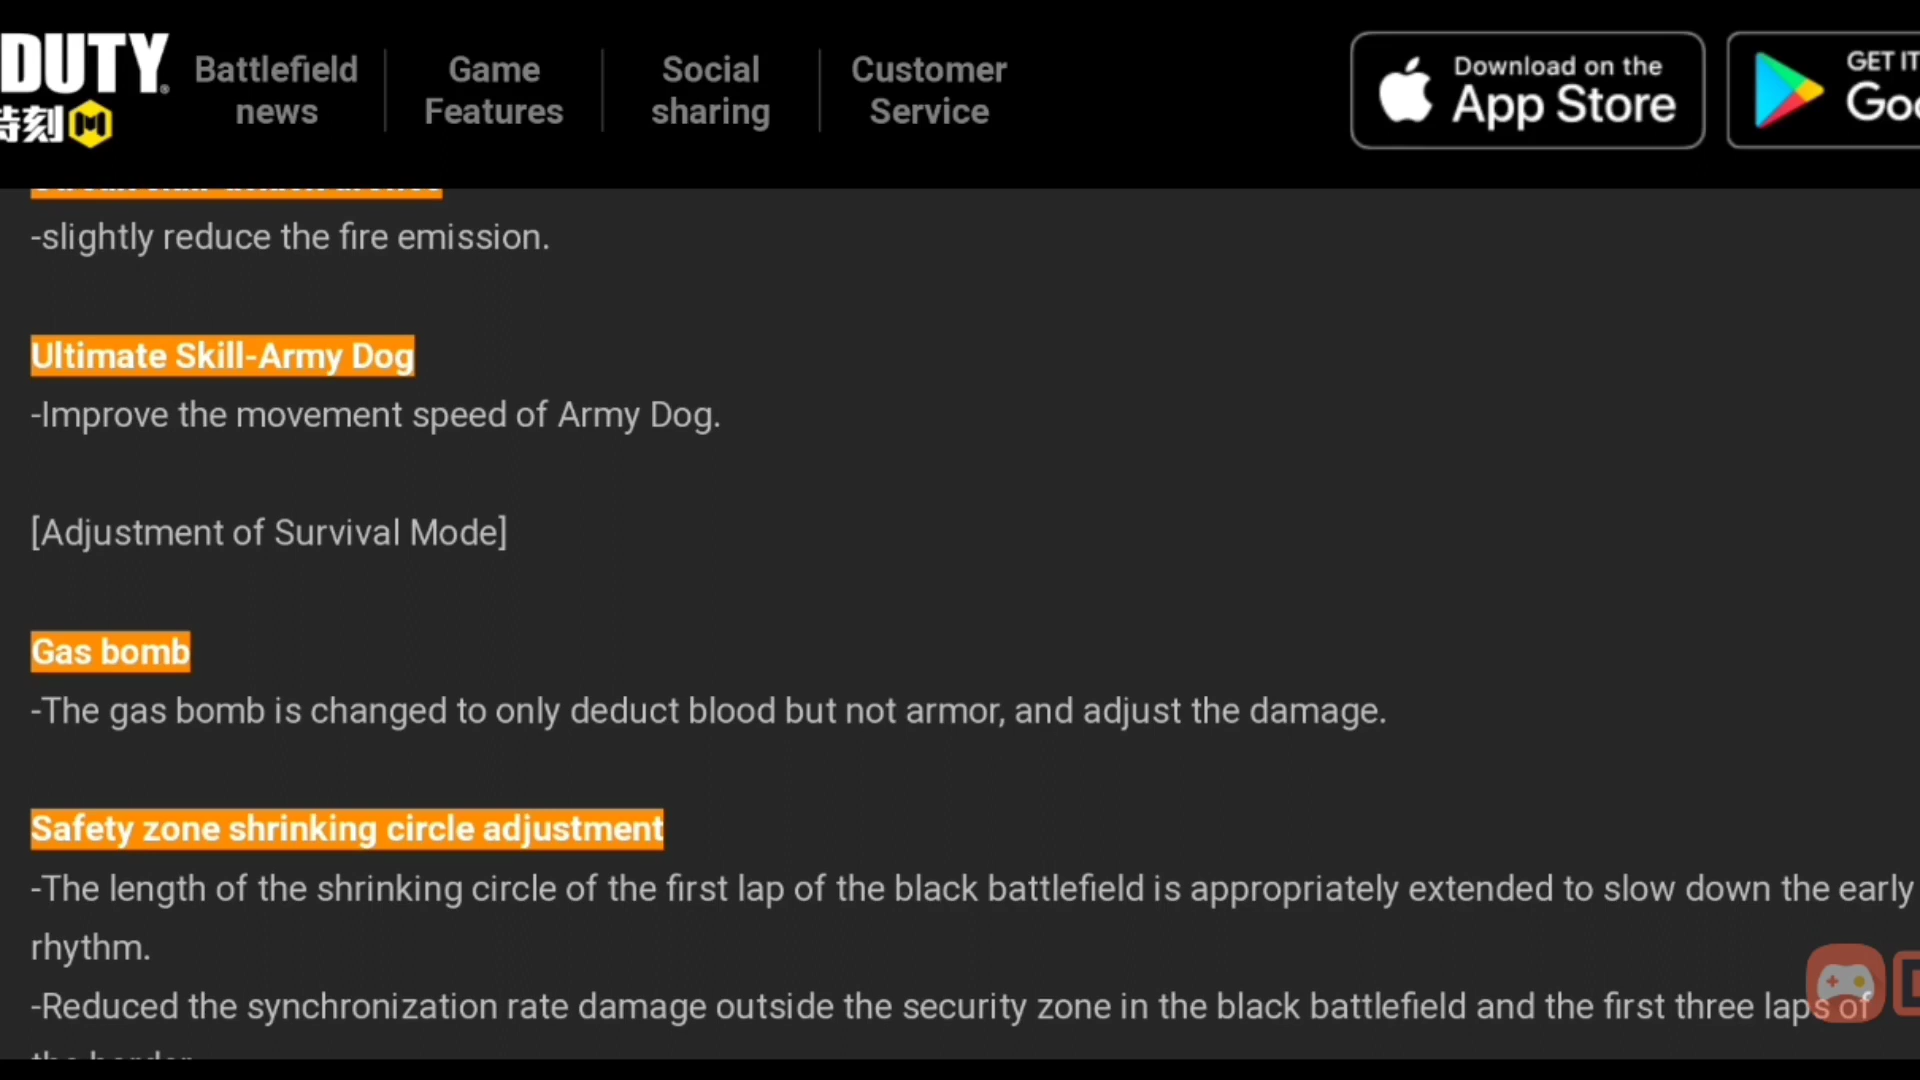 DUTY
Battlefield news
Game Features
Social sharing
Customer Service
Download on the
App Store
GET IT
Goo
時刻
-slightly reduce the fire emission.
Ultimate Skill-Army Dog
-Improve the movement speed of Army Dog.
[Adjustment of Survival Mode]
Gas bomb
-The gas bomb is changed to only deduct blood but not armor, and adjust the damage.
Safety zone shrinking circle adjustment
-The length of the shrinking circle of the first lap of the black battlefield is appropriately extended to slow down the early
rhythm.
-Reduced the synchronization rate damage outside the security zone in the black battlefield and the first three laps of